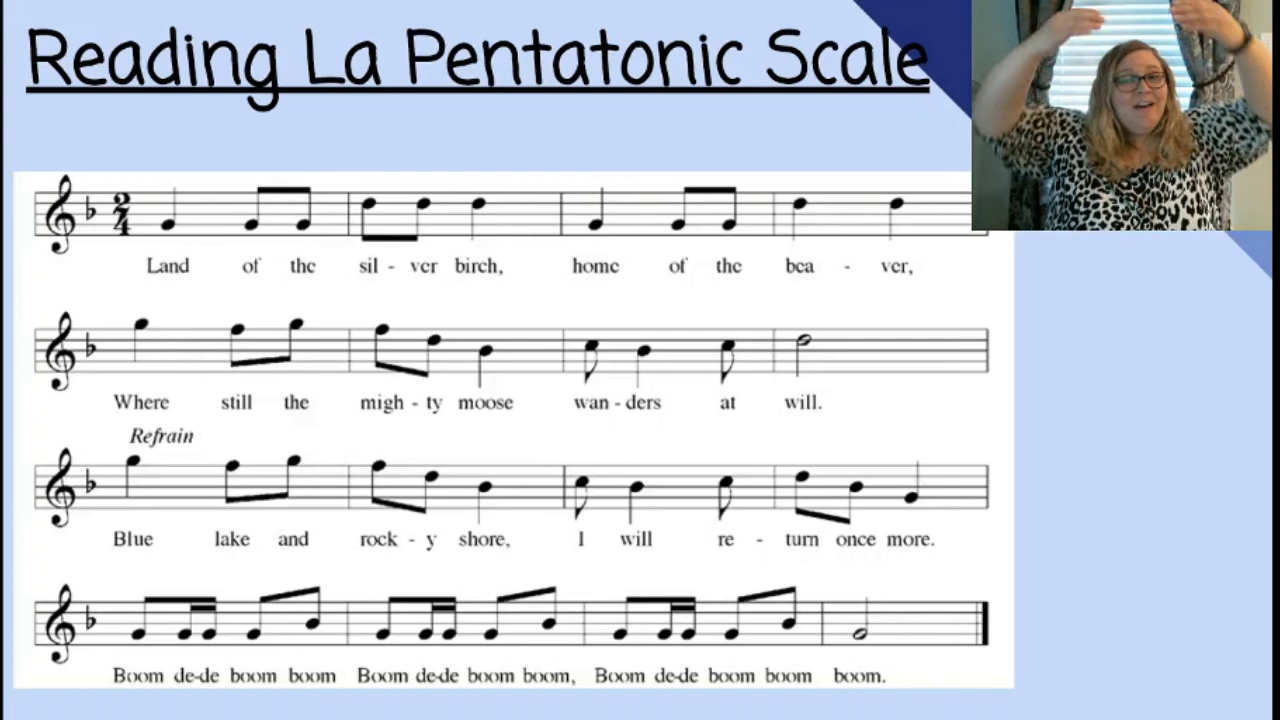 Reading La Pentatonic Scale
2
4
Land of the sil - ver birch, home of the bea - ver,
Where still the migh - ty moose wan - ders at will.
Refrain
Blue lake and rock - y shore, I will re - turn once more.
Boom de-de boom boom Boom de-de boom boom, Boom de-de boom boom boom.